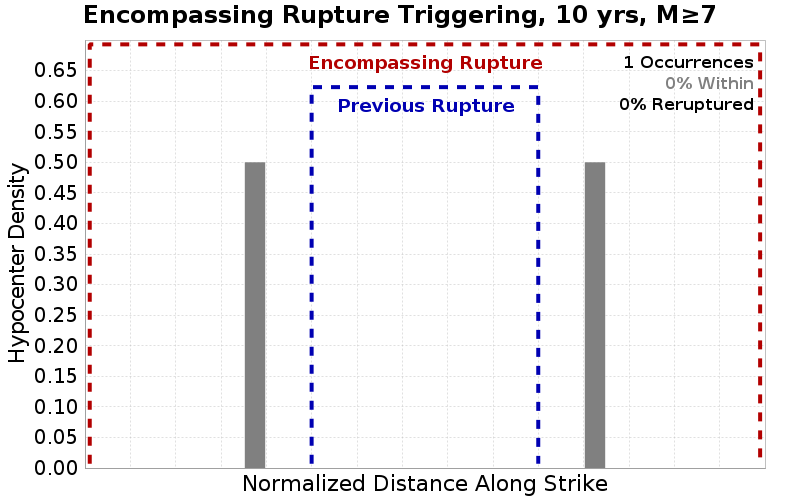 Encompassing Rupture Triggering, 10 yrs, M≥7
Encompassing Rupture
1 Occurrences
0% Within
0% Reruptured
Previous Rupture
Hypocenter Density
0.65
0.60
0.55
0.50
0.45
0.40
0.35
0.30
0.25
0.20
0.15
0.10
0.05
0.00
Normalized Distance Along Strike